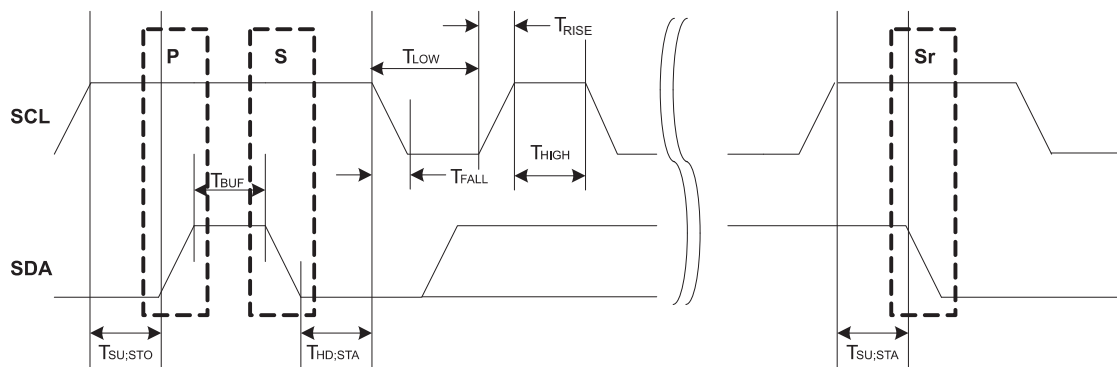 P
S
TRISE
TLOW
Sr
SCL
THIGH
TBUF
TFALL
SDA
TSU;STO
THD;STA
TSU;STA